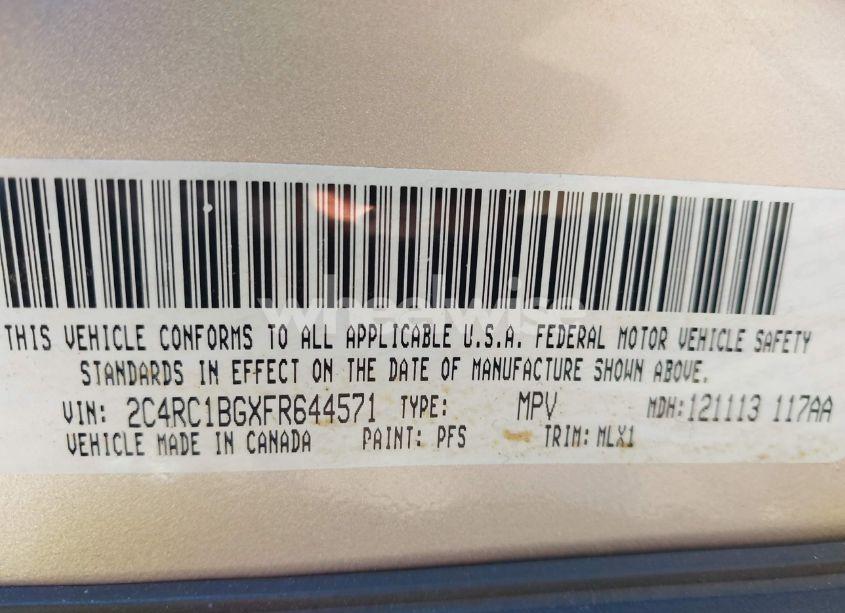 wheelwise
THIS VEHICLE CONFORMS TO ALL APPLICABLE U.S.A. FEDERAL MOTOR VEHICLE SAFETY
STANDARDS IN EFFECT ON THE DATE OF MANUFACTURE SHOWN ABOVE.
VIN: 2C4RC1BGXFR644571 TYPE: MPV MDH:121113 117AA
VEHICLE MADE IN CANADA PAINT: PFS TRIM: MLX1